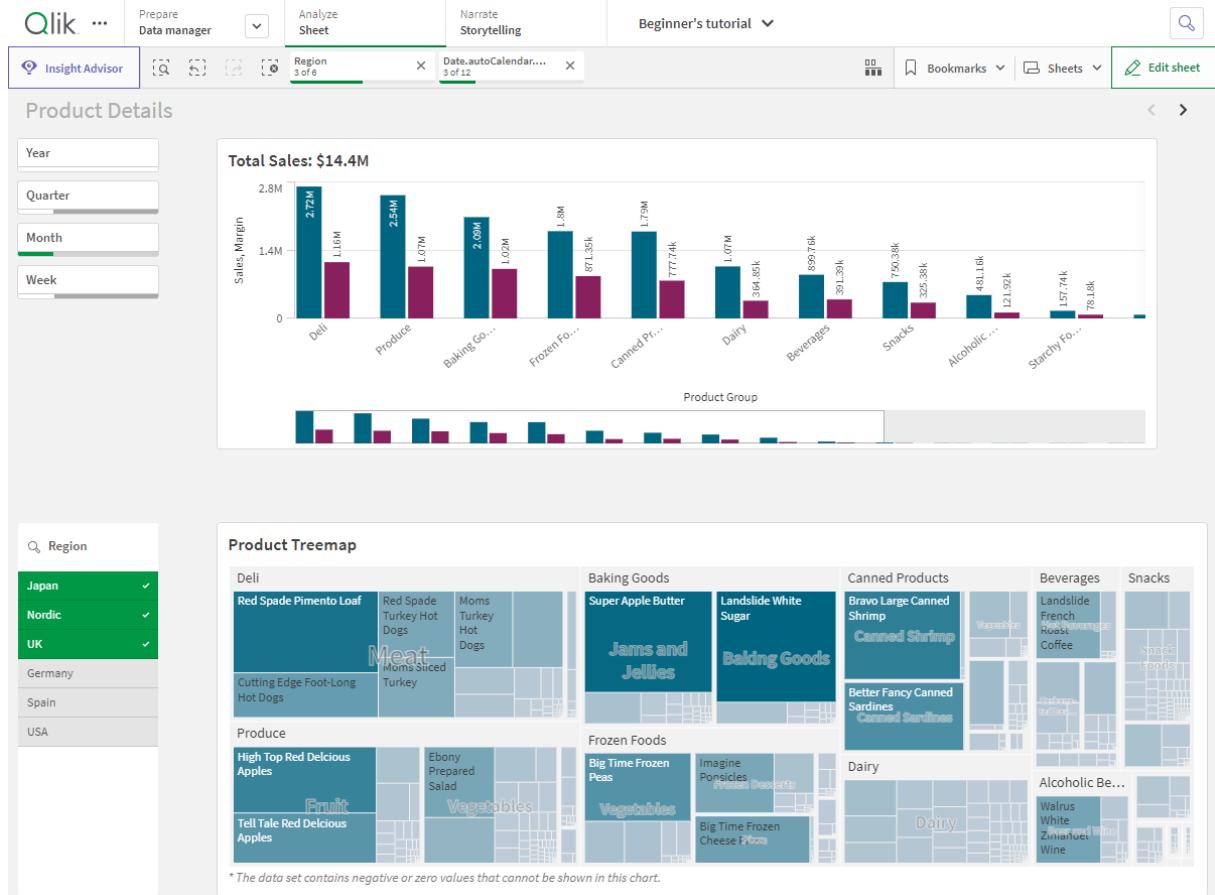 Qlik
Prepare
Data manager
Analyze
Sheet
Narrate
Storytelling
Beginner's tutorial
Insight Advisor
Region
3 of 6
Date.autoCalendar....
3 of 12
Bookmarks
Sheets
Edit sheet
Product Details
Year
Quarter
Month
Week
Total Sales: $14.4M
Sales, Margin
2.8M
1.4M
0
2.72M
1.16M
2.54M
1.07M
2.09M
1.02M
1.8M
871.35k
1.79M
777.74k
1.07M
364.85k
899.76k
391.39k
750.38k
325.38k
481.16k
121.92k
157.74k
78.18k
Deli
Produce
Baking Go...
Frozen Fo...
Canned Pr...
Dairy
Beverages
Snacks
Alcoholic ...
Starchy Fo...
Product Group
Region
Japan
Nordic
UK
Germany
Spain
USA
Product Treemap
Deli
Red Spade Pimento Loaf
Red Spade
Turkey Hot
Dogs
Moms
Turkey
Hot
Dogs
Meat
Moms Sliced
Turkey
Cutting Edge Foot-Long
Hot Dogs
Produce
High Top Red Delcious
Apples
Fruit
Tell Tale Red Delcious
Apples
Ebony
Prepared
Salad
Vegetables
Baking Goods
Super Apple Butter
Jams and
Jellies
Landslide White
Sugar
Baking Goods
Frozen Foods
Big Time Frozen
Peas
Vegetables
Imagine
Popsicles
Frozen Desserts
Big Time Frozen
Cheese Pizza
Pizza
Canned Products
Bravo Large Canned
Shrimp
Canned Shrimp
Vegetables
Better Fancy Canned
Sardines
Canned Sardines
Dairy
Dairy
Beverages
Landslide
French
Roast
Coffee
Hot Beverages
Alcoholic Be...
Walrus
White
Zinfandel
Wine
Beer and Wine
Snacks
Snack
Foods
* The data set contains negative or zero values that cannot be shown in this chart.